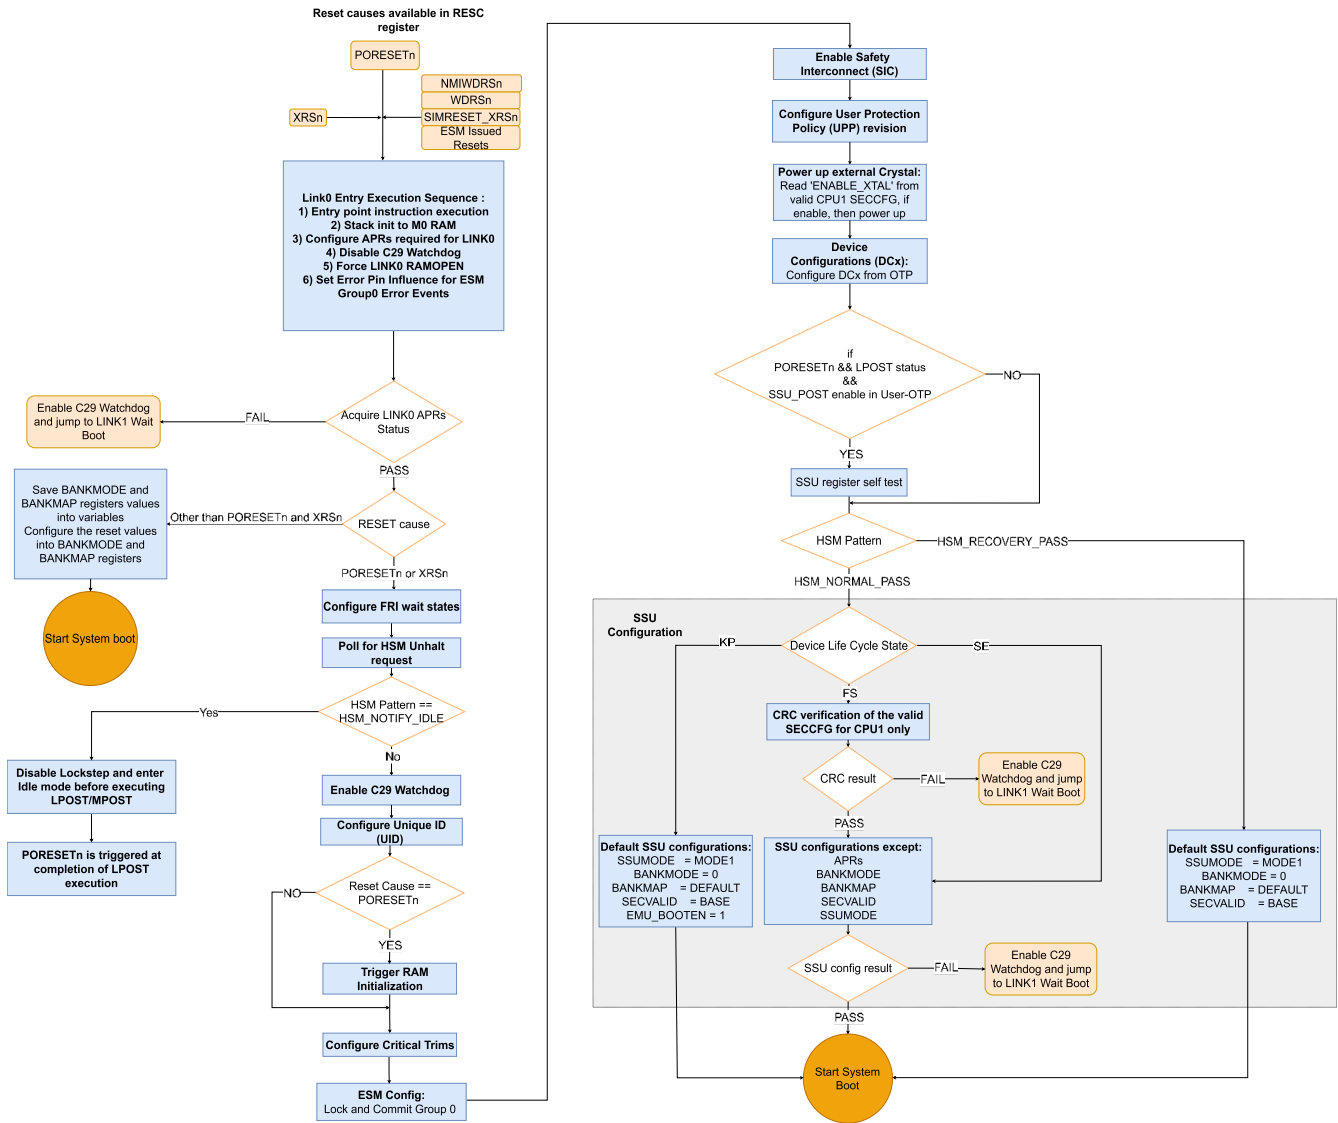 Reset causes available in RESC
register
PORESETn
NMIWDRSn
WDRSn
XRSn
SIMRESET_XRSn
ESM Issued
Resets
Link0 Entry Execution Sequence :
1) Entry point instruction execution
2) Stack init to M0 RAM
3) Configure APRs required for LINK0
4) Disable C29 Watchdog
5) Force LINK0 RAMOPEN
6) Set Error Pin Influence for ESM
Group0 Error Events
Acquire LINK0 APRs
Status
FAIL
Enable C29 Watchdog
and jump to LINK1 Wait
Boot
PASS
RESET cause
Other than PORESETn and XRSn
Save BANKMODE and
BANKMAP registers values
into variables
Configure the reset values
into BANKMODE and
BANKMAP registers
Start System boot
PORESETn or XRSn
Configure FRI wait states
Poll for HSM Unhalt
request
HSM Pattern ==
HSM_NOTIFY_IDLE
Yes
Disable Lockstep and enter
Idle mode before executing
LPOST/MPOST
PORESETn is triggered at
completion of LPOST
execution
No
Enable C29 Watchdog
Configure Unique ID
(UID)
Reset Cause ==
PORESETn
NO
YES
Trigger RAM
Initialization
Configure Critical Trims
ESM Config:
Lock and Commit Group 0
Enable Safety
Interconnect (SIC)
Configure User Protection
Policy (UPP) revision
Power up external Crystal:
Read 'ENABLE_XTAL' from
valid CPU1 SECCFG, if
enable, then power up
Device
Configurations (DCx):
Configure DCx from OTP
if
PORESETn && LPOST status
&&
SSU_POST enable in User-OTP
NO
YES
SSU register self test
HSM Pattern
HSM_RECOVERY_PASS
HSM_NORMAL_PASS
SSU
Configuration
Device Life Cycle State
KP
SE
FS
CRC verification of the valid
SECCFG for CPU1 only
CRC result
FAIL
Enable C29
Watchdog and jump
to LINK1 Wait Boot
PASS
Default SSU configurations:
SSUMODE = MODE1
BANKMODE = 0
BANKMAP = DEFAULT
SECVALID = BASE
EMU_BOOTEN = 1
SSU configurations except:
APRs
BANKMODE
BANKMAP
SECVALID
SSUMODE
Default SSU configurations:
SSUMODE = MODE1
BANKMODE = 0
BANKMAP = DEFAULT
SECVALID = BASE
SSU config result
FAIL
Enable C29
Watchdog and jump
to LINK1 Wait Boot
PASS
Start System
Boot